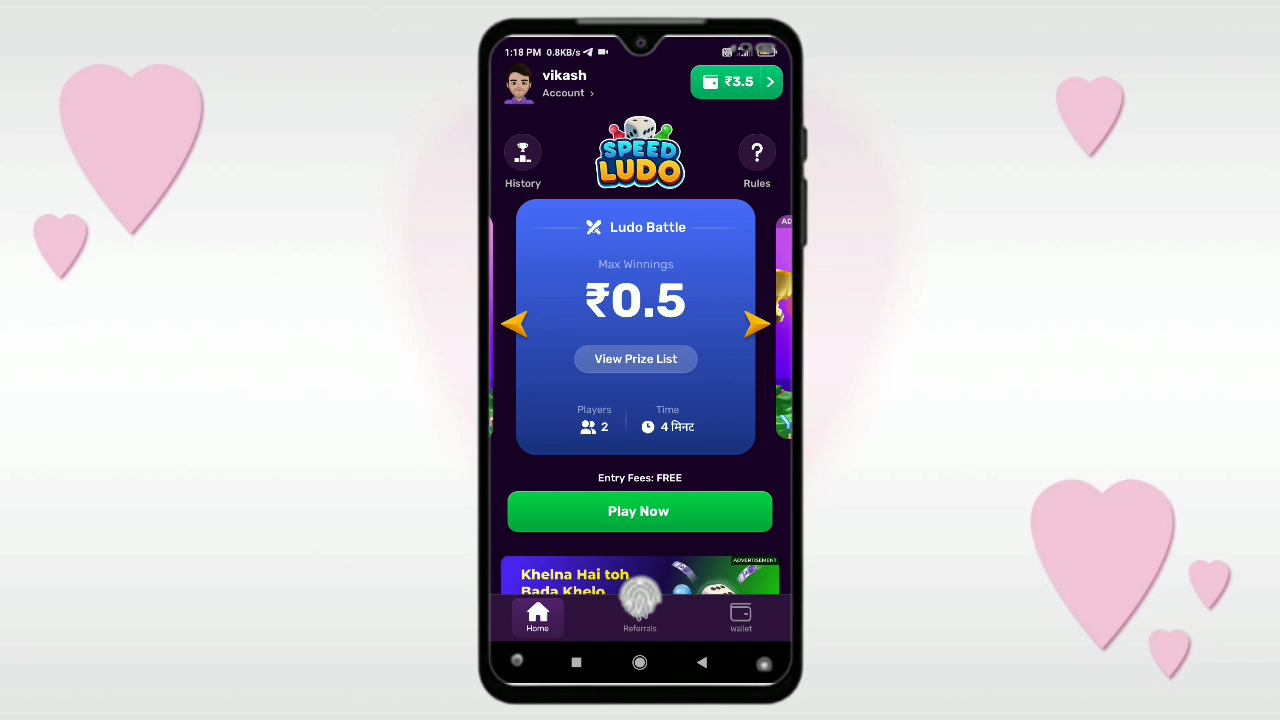 1:18 PM 0.8KB/s
vikash
Account
₹3.5
SPEED
LUDO
History
?
Rules
AD
Ludo Battle
Max Winnings
₹0.5
View Prize List
Players
Time
2
4 मिनट
Entry Fees: FREE
Play Now
ADVERTISEMENT
Khelna Hai toh
Bada Khelo
Home
Referrals
Wallet